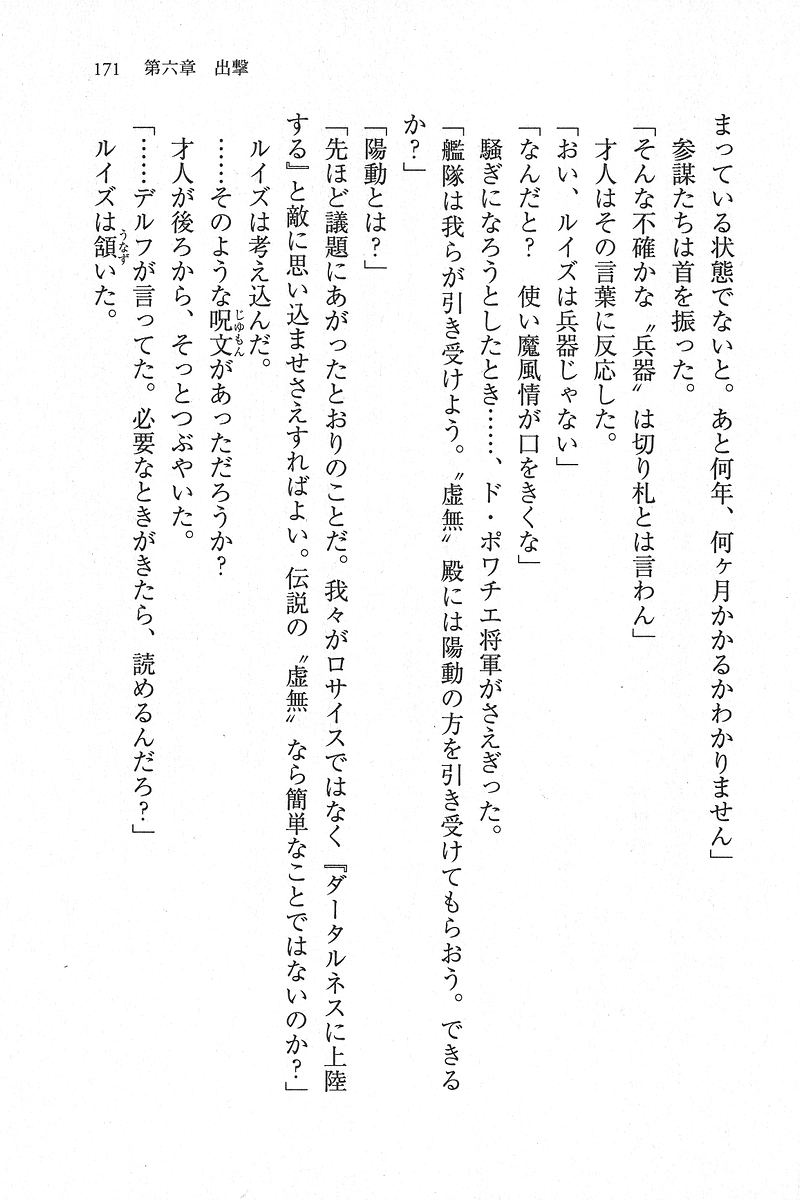 171　第六章　出撃
まっている状態でないと。あと何年、何ヶ月かかるかわかりません」
　参謀たちは首を振った。
「そんな不確かな〝兵器〟は切り札とは言わん」
　才人はその言葉に反応した。
「おい、ルイズは兵器じゃない」
「なんだと？　使い魔風情が口をきくな」
　騒ぎになろうとしたとき……、ド・ポワチエ将軍がさえぎった。
「艦隊は我らが引き受けよう。〝虚無〟殿には陽動の方を引き受けてもらおう。できる
か？」
「陽動とは？」
「先ほど議題にあがったとおりのことだ。我々がロサイスではなく『ダータルネスに上陸
する』と敵に思い込ませさえすればよい。伝説の〝虚無〟なら簡単なことではないのか？」
　ルイズは考え込んだ。
　……そのような呪文じゅもんがあっただろうか？
　才人が後ろから、そっとつぶやいた。
「……デルフが言ってた。必要なときがきたら、読めるんだろ？」
　ルイズは頷うなずいた。